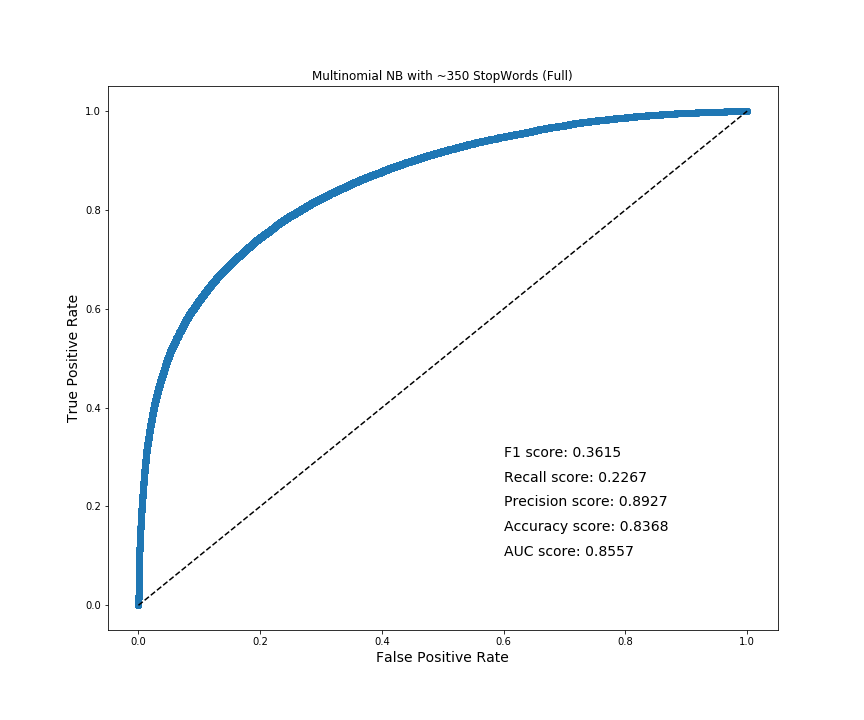 Multinomial NB with ~350 StopWords (Full)
True Positive Rate
1.0
0.8
0.6
0.4
0.2
0.0
F1 score: 0.3615
Recall score: 0.2267
Precision score: 0.8927
Accuracy score: 0.8368
AUC score: 0.8557
0.0 0.2 0.4 0.6 0.8 1.0
False Positive Rate